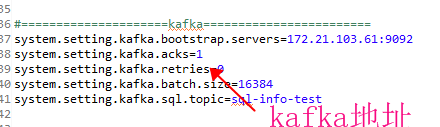 35
36 #=====================kafka========================
37 system.setting.kafka.bootstrap.servers=172.21.103.61:9092
38 system.setting.kafka.acks=1
39 system.setting.kafka.retries=0
40 system.setting.kafka.batch.size=16384
41 system.setting.kafka.sql.topic=sql-info-test
kafka地址